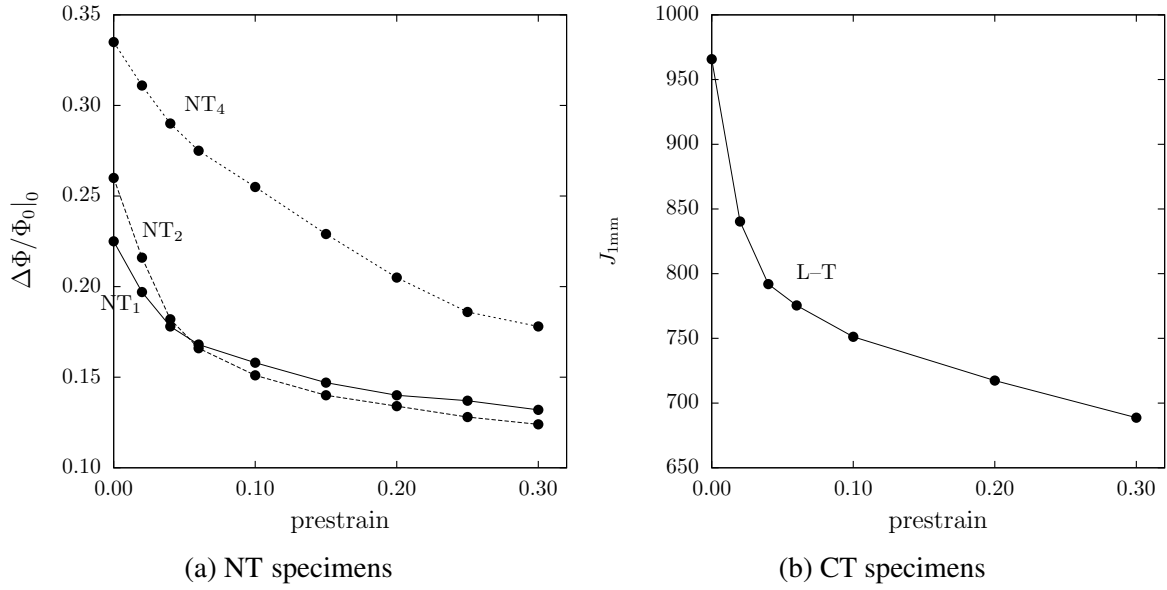 0.35
0.30
0.25
0.20
0.15
0.10
ΔΦ/Φ₀|₀
NT₄
NT₂
NT₁
0.00
0.10
0.20
0.30
prestrain
(a) NT specimens
1000
950
900
850
800
750
700
650
J₁ₘₘ
L–T
0.00
0.10
0.20
0.30
prestrain
(b) CT specimens